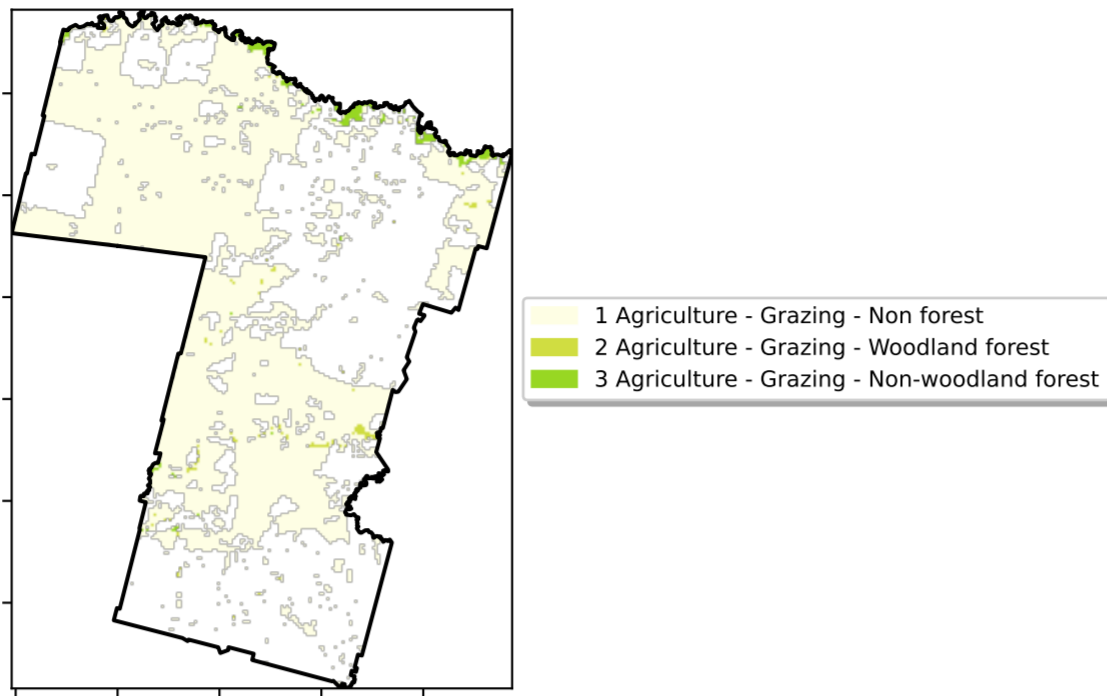 1 Agriculture - Grazing - Non forest
2 Agriculture - Grazing - Woodland forest
3 Agriculture - Grazing - Non-woodland forest